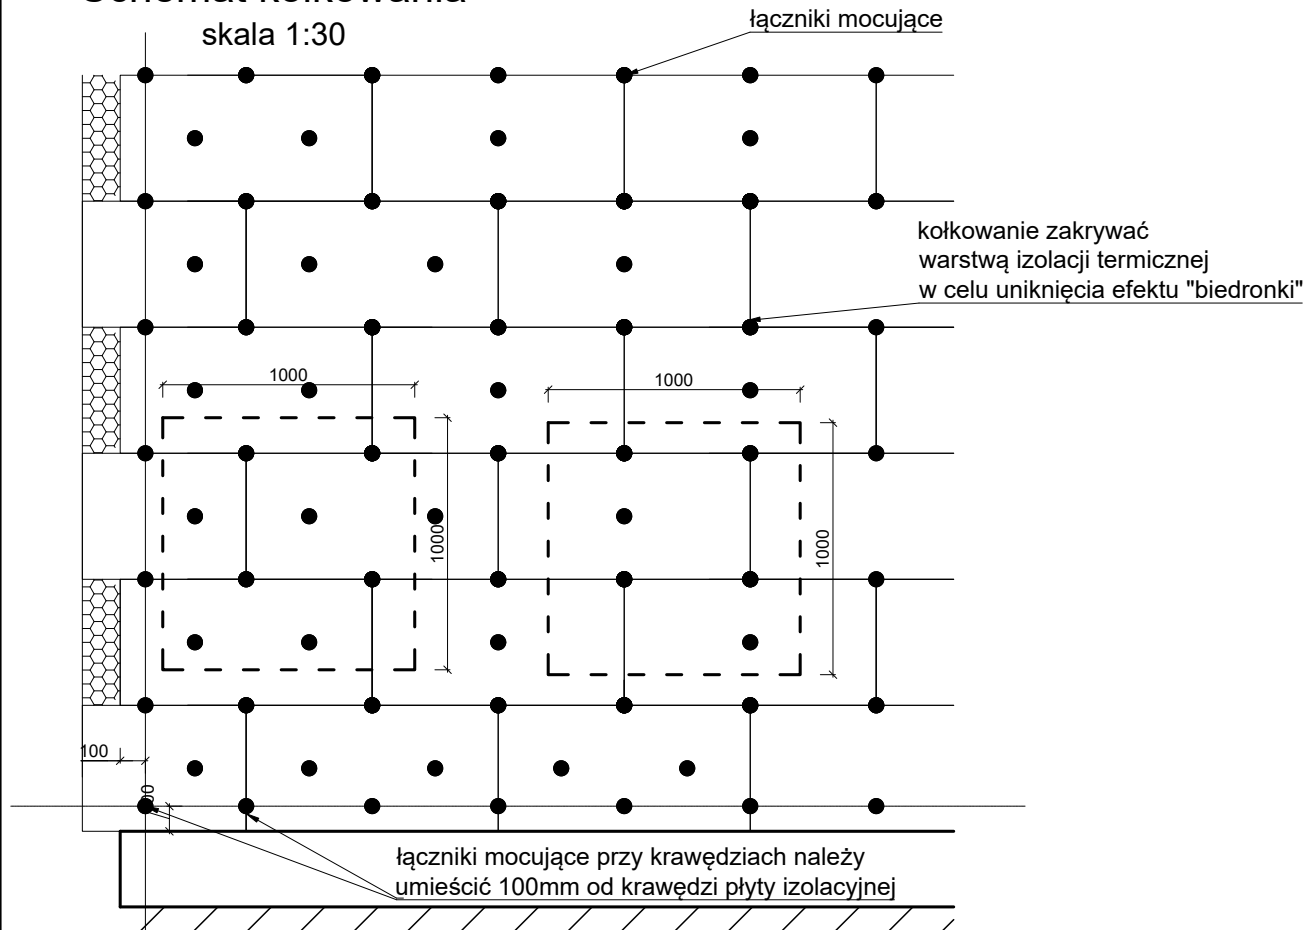 skala 1:30
łączniki mocujące
kołkowanie zakrywać
warstwą izolacji termicznej
w celu uniknięcia efektu "biedronki"
1000
1000
1000
1000
100
łączniki mocujące przy krawędziach należy
umieścić 100mm od krawędzi płyty izolacyjnej